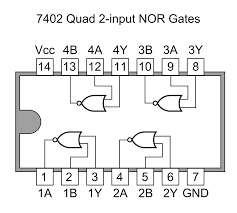 7402 Quad 2-input NOR Gates
Vcc 4B 4A 4Y 3B 3A 3Y
14 13 12 11 10 9 8
1 2 3 4 5 6 7
1A 1B 1Y 2A 2B 2Y GND